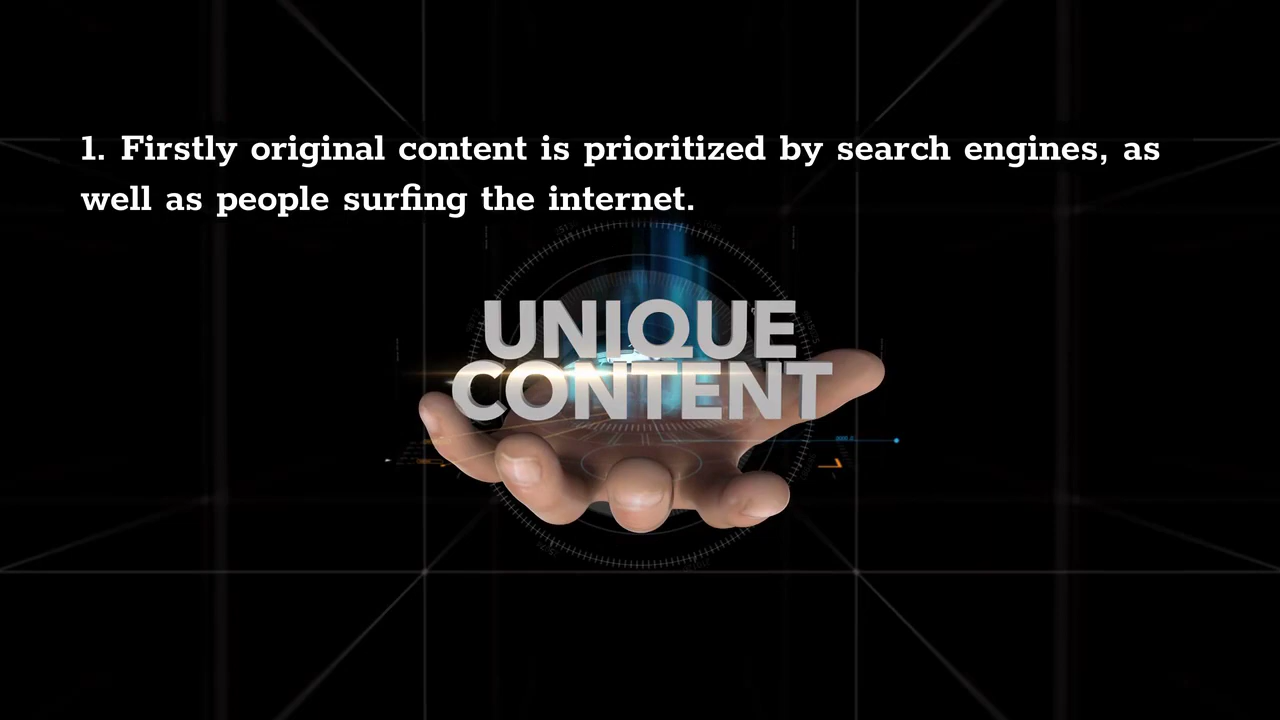 1. Firstly original content is prioritized by search engines, as
well as people surfing the internet.
UNIQUE
CONTENT